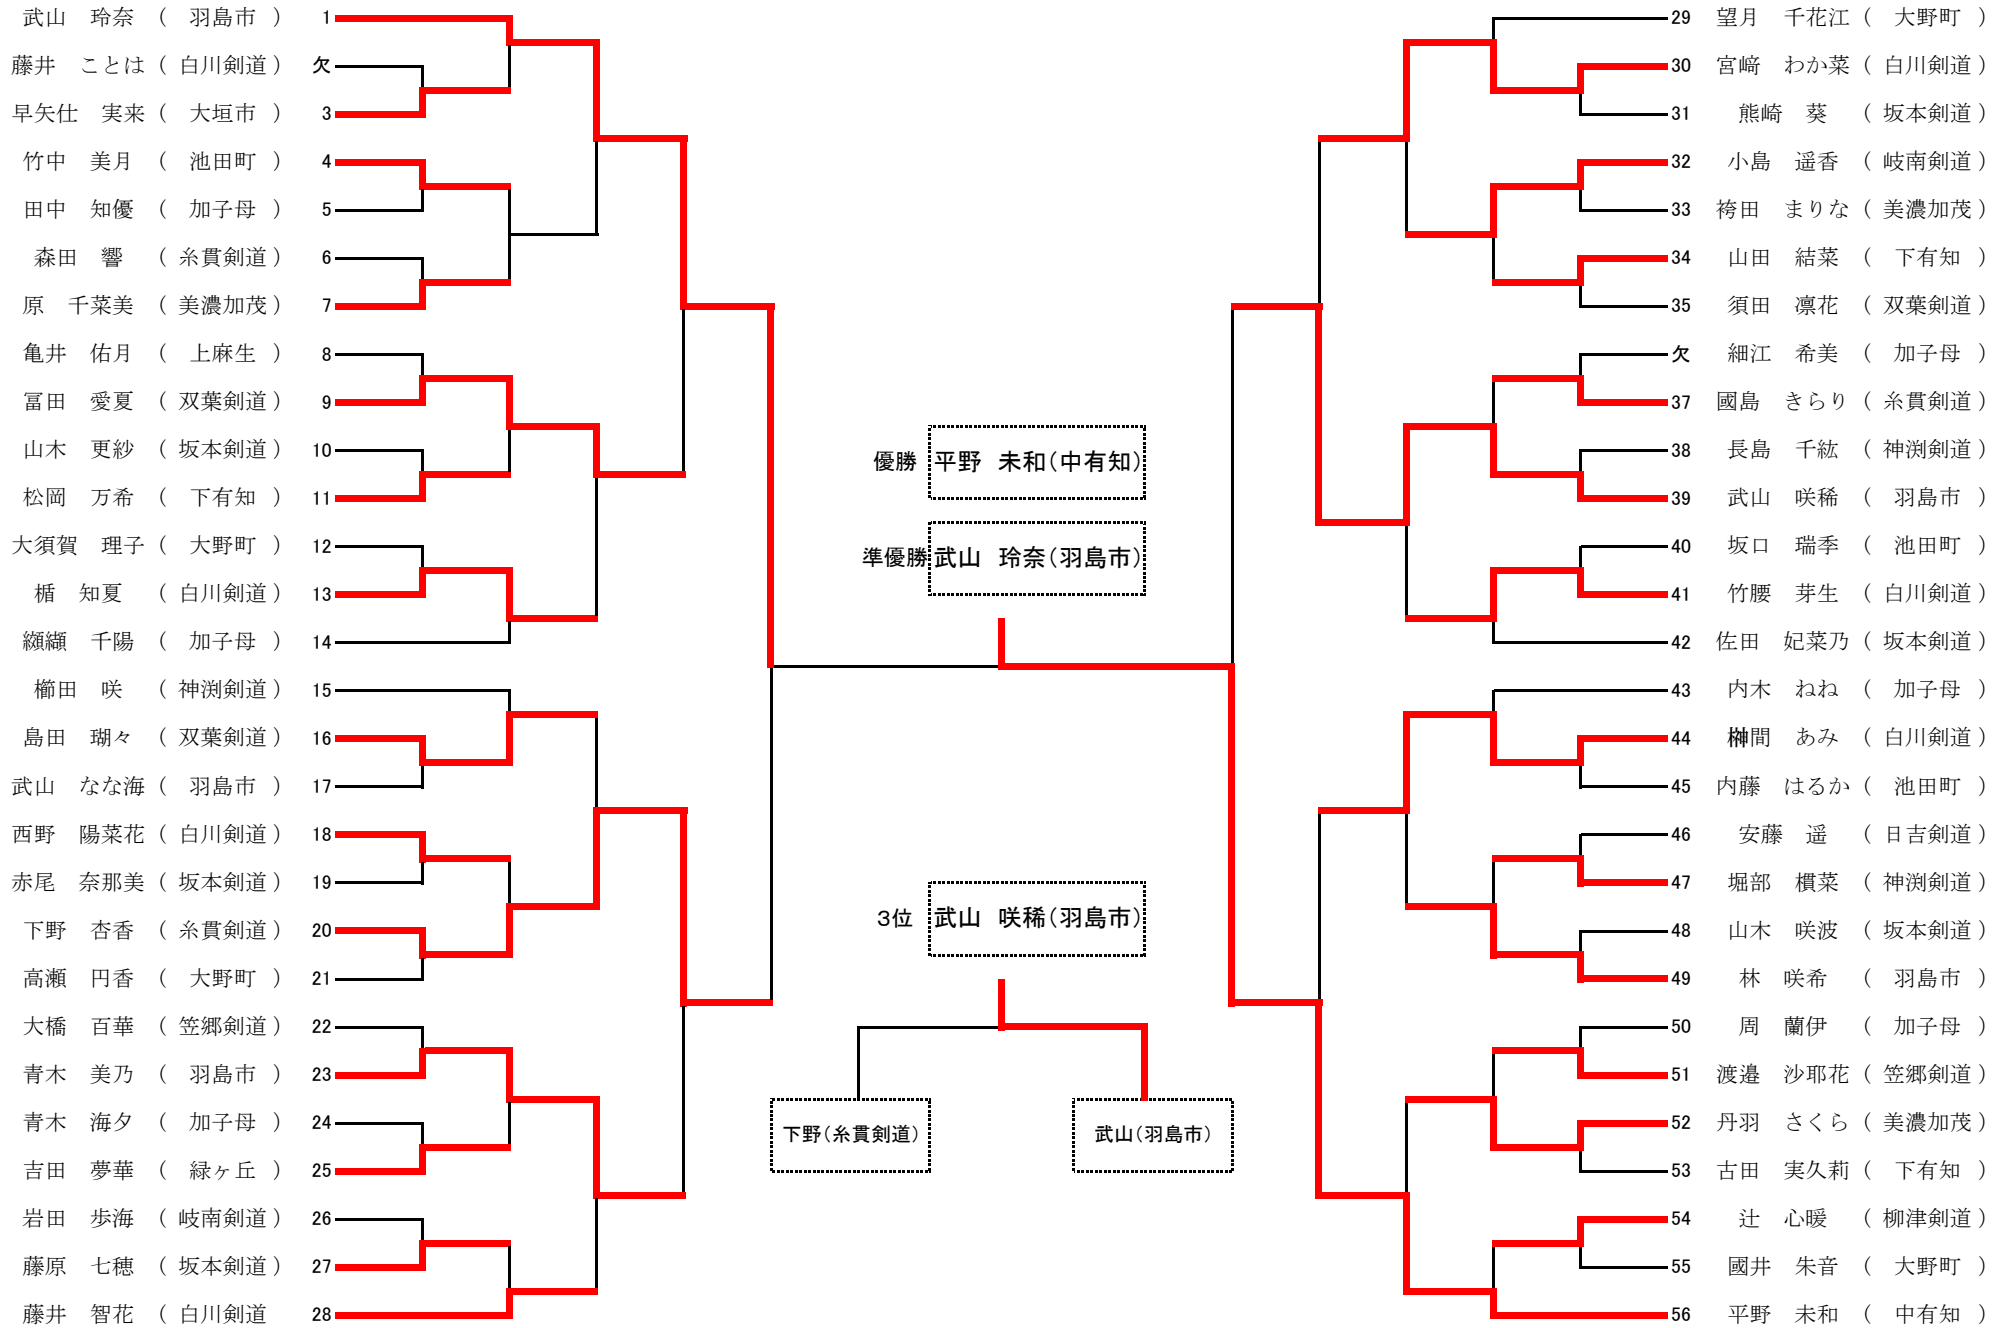 武山　玲奈（　羽島市　） 1
藤井　ことは（ 白川剣道 ） 欠
早矢仕　実来（　大垣市　） 3
竹中　美月　（　池田町　） 4
田中　知優　（　加子母　） 5
森田　響　（ 糸貫剣道 ） 6
原　千菜美　（ 美濃加茂 ） 7
亀井　佑月　（　上麻生　） 8
冨田　愛夏　（ 双葉剣道 ） 9
山木　更紗　（ 坂本剣道 ） 10
松岡　万希　（　下有知　） 11
大須賀　理子（　大野町　） 12
楯　知夏　（ 白川剣道 ） 13
纐纈　千陽　（　加子母　） 14
櫛田　咲　（ 神渕剣道 ） 15
島田　瑚々　（ 双葉剣道 ） 16
武山　なな海（　羽島市　） 17
西野　陽菜花（ 白川剣道 ） 18
赤尾　奈那美（ 坂本剣道 ） 19
下野　杏香　（ 糸貫剣道 ） 20
高瀬　円香　（　大野町　） 21
大橋　百華　（ 笠郷剣道 ） 22
青木　美乃　（　羽島市　） 23
青木　海夕　（　加子母　） 24
吉田　夢華　（　緑ヶ丘　） 25
岩田　歩海　（ 岐南剣道 ） 26
藤原　七穂　（ 坂本剣道 ） 27
藤井　智花　（ 白川剣道 28
優勝 平野　未和(中有知)
準優勝 武山　玲奈(羽島市)
3位 武山　咲稀(羽島市)
下野(糸貫剣道)
武山(羽島市)
29 望月　千花江（　大野町　）
30 宮﨑　わか菜（ 白川剣道 ）
31 熊崎　葵　（ 坂本剣道 ）
32 小島　遥香　（ 岐南剣道 ）
33 袴田　まりな（ 美濃加茂 ）
34 山田　結菜　（　下有知　）
35 須田　凛花　（ 双葉剣道 ）
欠 細江　希美　（　加子母　）
37 國島　きらり（ 糸貫剣道 ）
38 長島　千紘　（ 神渕剣道 ）
39 武山　咲稀　（　羽島市　）
40 坂口　瑞季　（　池田町　）
41 竹腰　芽生　（ 白川剣道 ）
42 佐田　妃菜乃（ 坂本剣道 ）
43 内木　ねね　（　加子母　）
44 榊間　あみ　（ 白川剣道 ）
45 内藤　はるか（　池田町　）
46 安藤　遥　（ 日吉剣道 ）
47 堀部　樌菜　（ 神渕剣道 ）
48 山木　咲波　（ 坂本剣道 ）
49 林　咲希　（　羽島市　）
50 周　蘭伊　（　加子母　）
51 渡邉　沙耶花（ 笠郷剣道 ）
52 丹羽　さくら（ 美濃加茂 ）
53 古田　実久莉（　下有知　）
54 辻　心暖　（ 柳津剣道 ）
55 國井　朱音　（　大野町　）
56 平野　未和　（　中有知　）